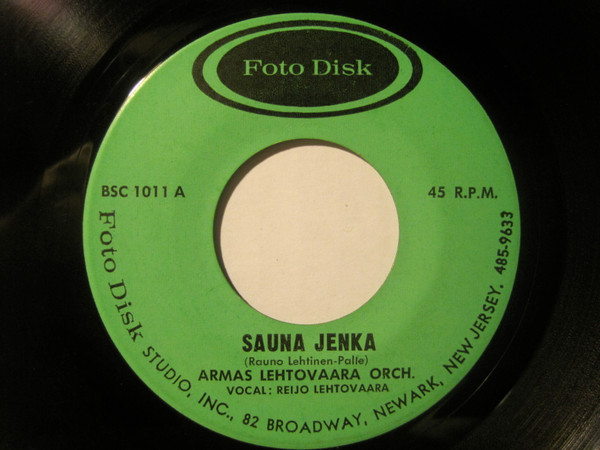 Foto Disk
BSC 1011 A
45 R.P.M.
SAUNA JENKA
(Rauno Lehtinen-Palle)
ARMAS LEHTOVAARA ORCH.
VOCAL: REIJO LEHTOVAARA
Foto Disk STUDIO, INC., 82 BROADWAY, NEWARK, NEW JERSEY. 485-9633